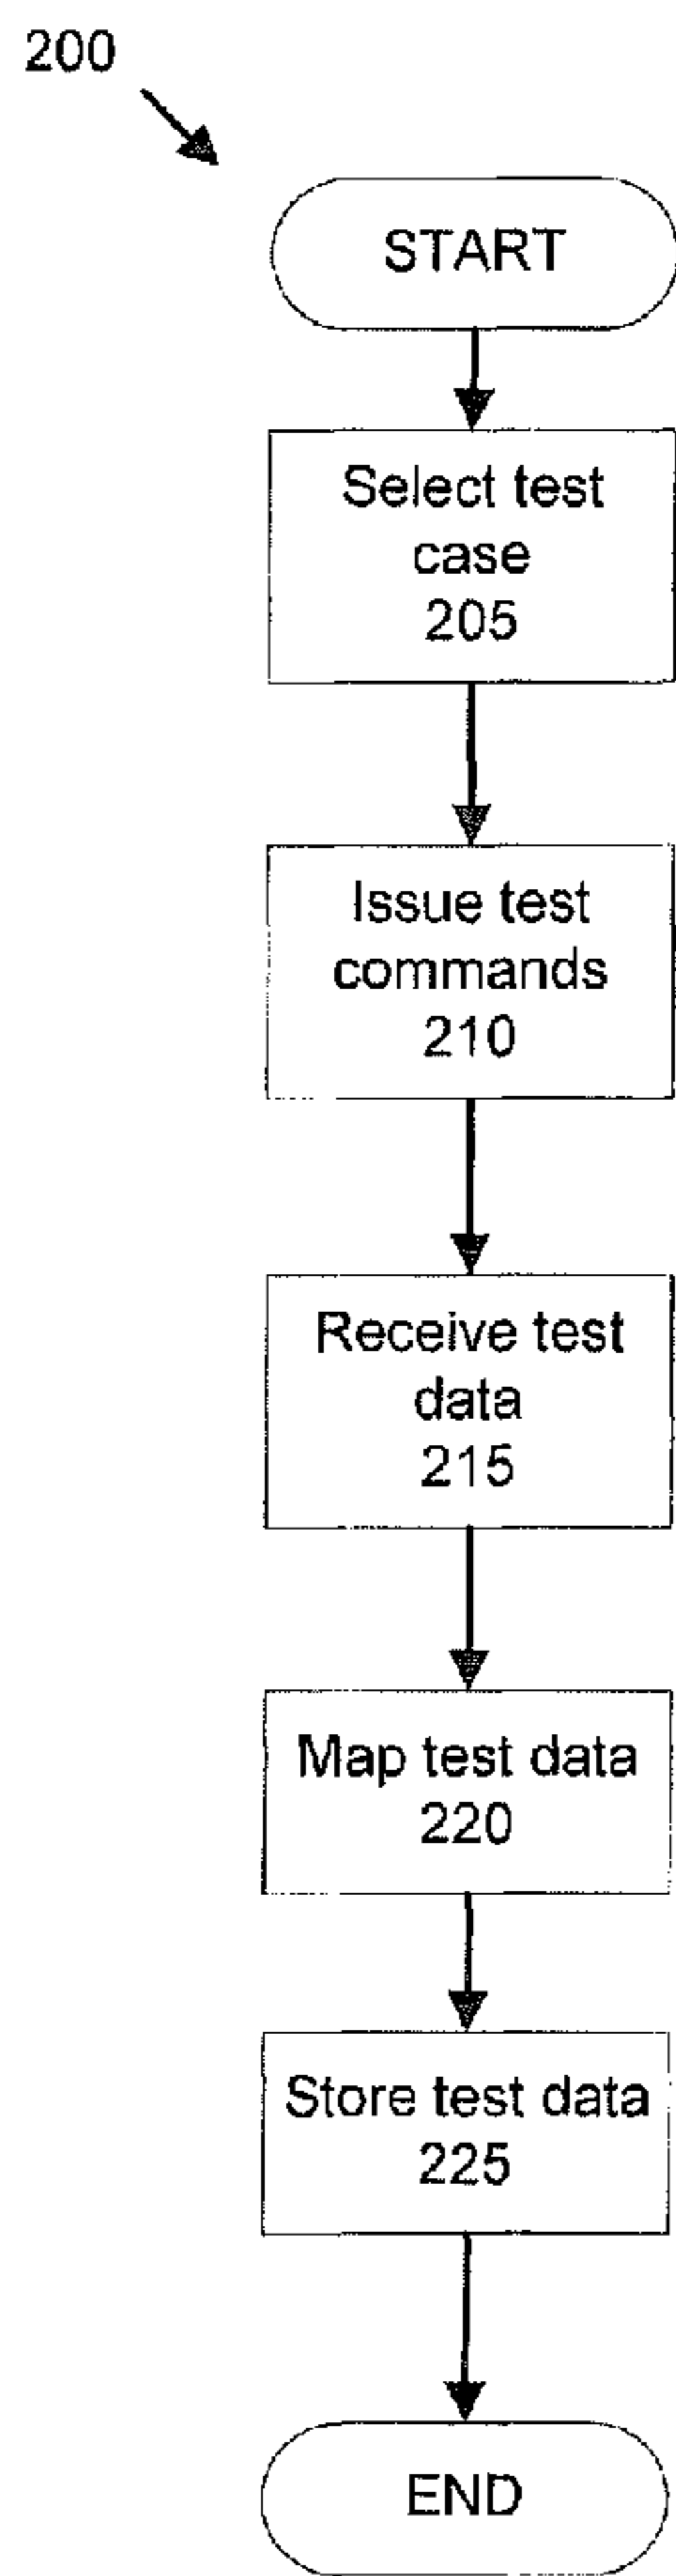 200
START
Select test
case
205
Issue test
commands
210
Receive test
data
215
Map test data
220
Store test data
225
END